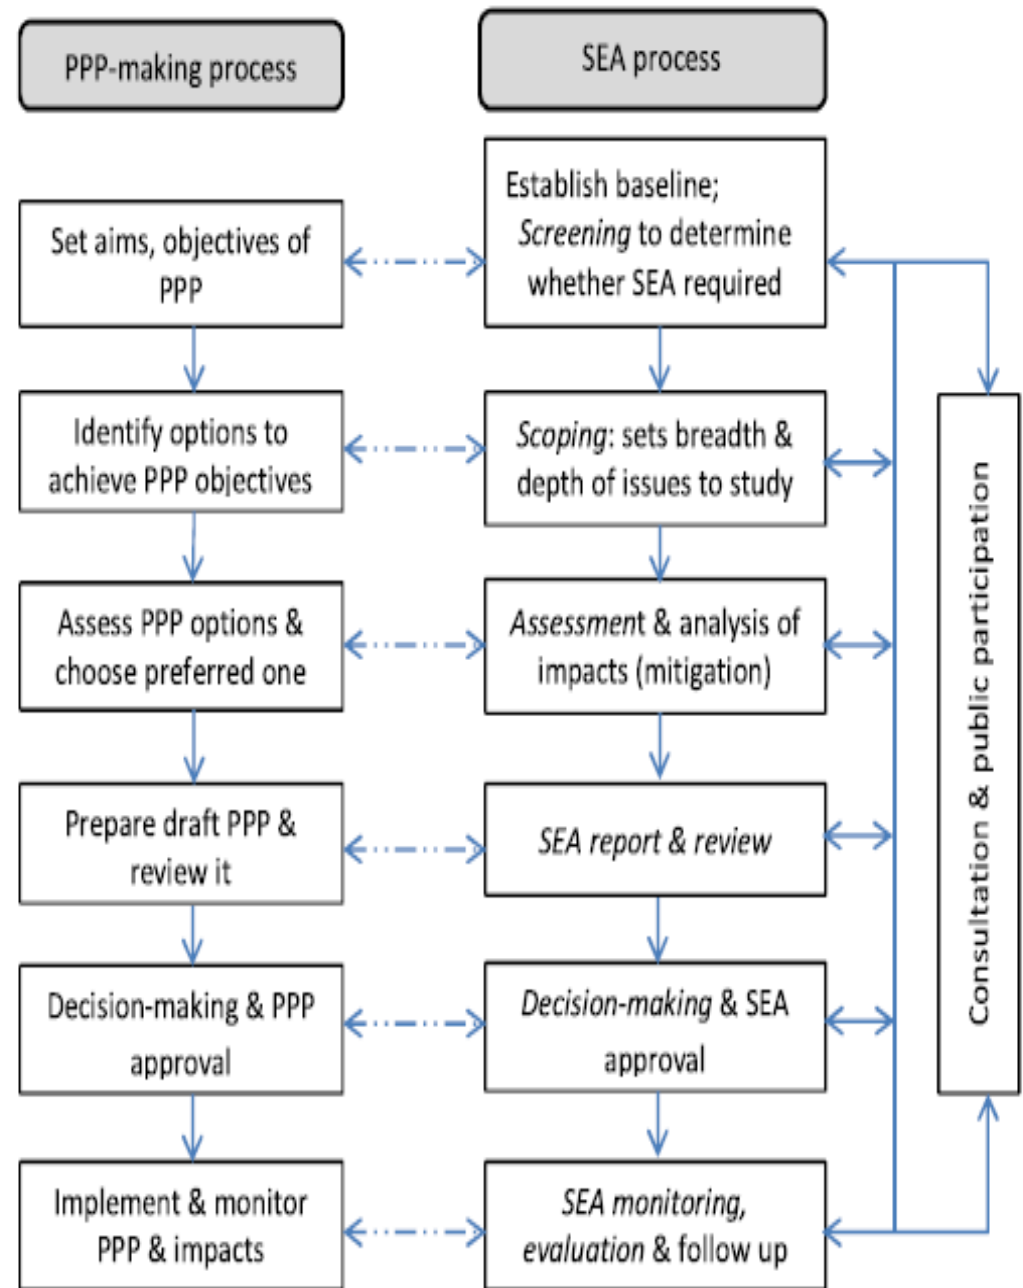 PPP-making process
SEA process
Set aims, objectives of
PPP
Establish baseline;
Screening to determine
whether SEA required
Identify options to
achieve PPP objectives
Scoping: sets breadth &
depth of issues to study
Assess PPP options &
choose preferred one
Assessment & analysis of
impacts (mitigation)
Prepare draft PPP &
review it
SEA report & review
Decision-making & PPP
approval
Decision-making & SEA
approval
Implement & monitor
PPP & impacts
SEA monitoring,
evaluation & follow up
Consultation & public participation